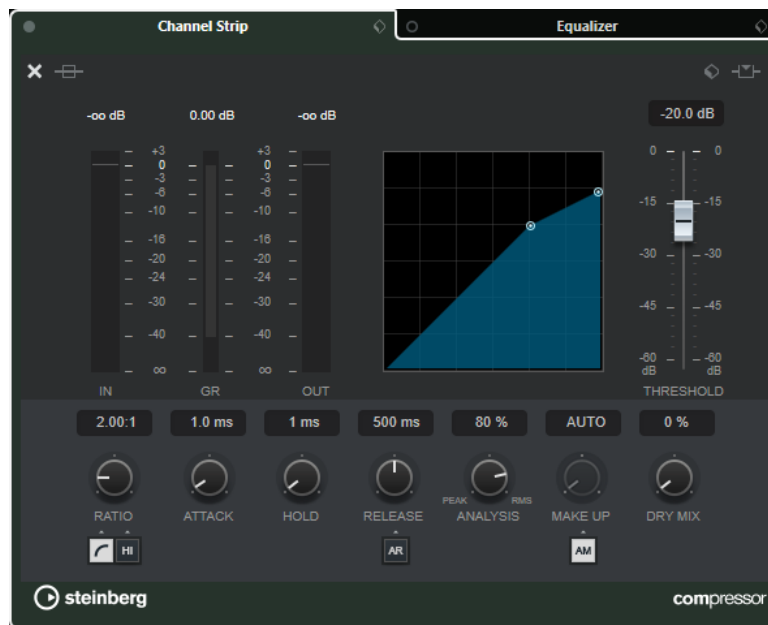 Channel Strip
Equalizer
-oo dB
0.00 dB
-oo dB
-20.0 dB
+3 +3
0 0 0 0
-3 -3
-6 -6
-10 -10
-15 -15
-16 -16
-20 -20
-24 -24
-30 -30 -30 -30
-40 -40
-45 -45
-60 -60
dB dB
∞ ∞
IN
GR
OUT
THRESHOLD
2.00:1
1.0 ms
1 ms
500 ms
80 %
AUTO
0 %
PEAK
RMS
RATIO
ATTACK
HOLD
RELEASE
ANALYSIS
MAKE UP
DRY MIX
HI
AR
AM
steinberg
compressor